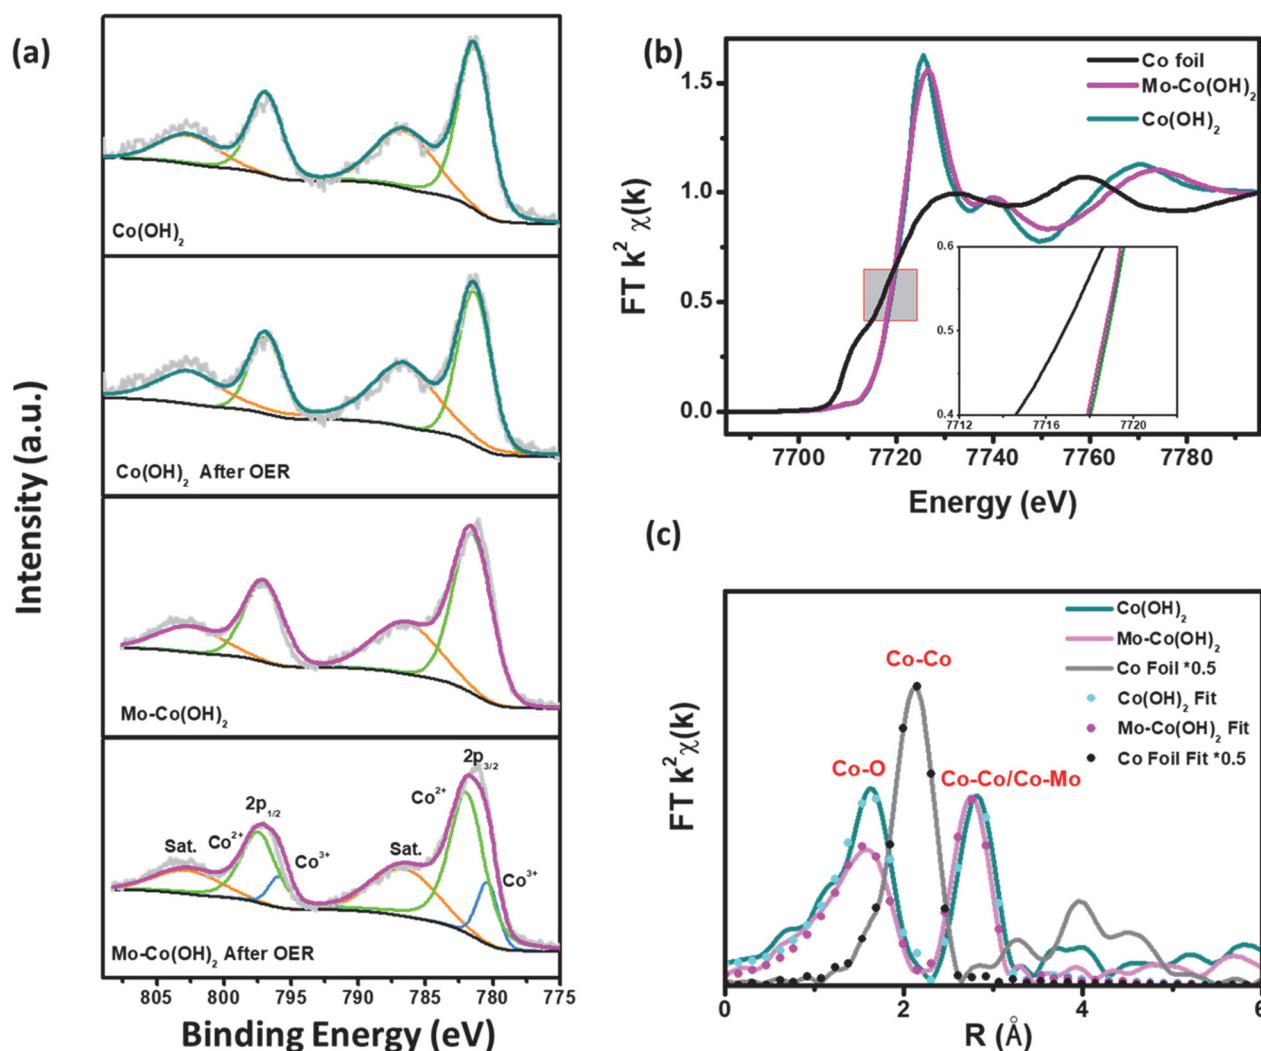 (a)
Intensity (a.u.)
Co(OH)₂
Co(OH)₂ After OER
Mo-Co(OH)₂
2p₃/₂
Co²⁺
2p₁/₂
Co²⁺
Sat.
Co³⁺
Sat.
Co³⁺
Mo-Co(OH)₂ After OER
805 800 795 790 785 780 775
Binding Energy (eV)
(b)
FT k² χ(k)
1.5
1.0
0.5
0.0
Co foil
Mo-Co(OH)₂
Co(OH)₂
0.6
0.5
0.4
7712 7716 7720
7700 7720 7740 7760 7780
Energy (eV)
(c)
FT k²χ(k)
Co(OH)₂
Mo-Co(OH)₂
Co Foil *0.5
Co(OH)₂ Fit
Mo-Co(OH)₂ Fit
Co Foil Fit *0.5
Co-Co
Co-O
Co-Co/Co-Mo
0 2 4 6
R (Å)